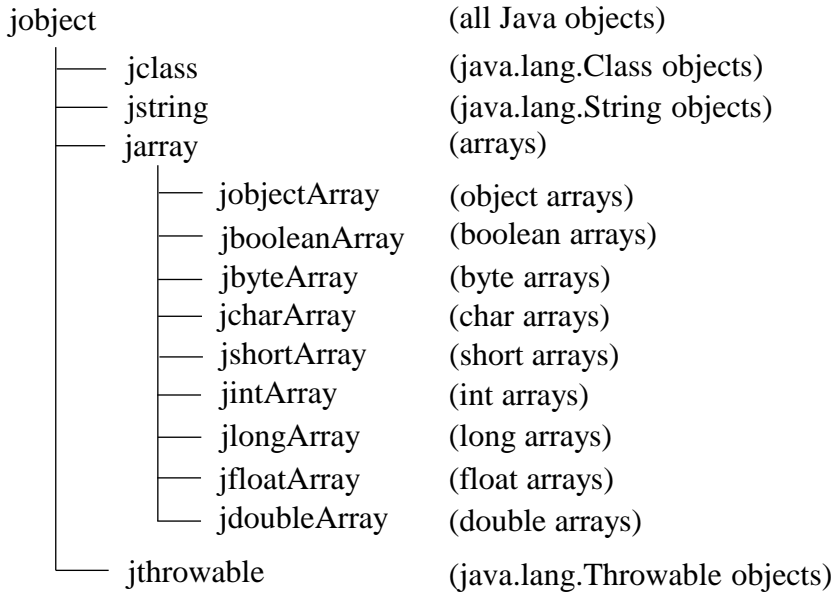 jobject (all Java objects)
jclass (java.lang.Class objects)
jstring (java.lang.String objects)
jarray (arrays)
jobjectArray (object arrays)
jbooleanArray (boolean arrays)
jbyteArray (byte arrays)
jcharArray (char arrays)
jshortArray (short arrays)
jintArray (int arrays)
jlongArray (long arrays)
jfloatArray (float arrays)
jdoubleArray (double arrays)
jthrowable (java.lang.Throwable objects)